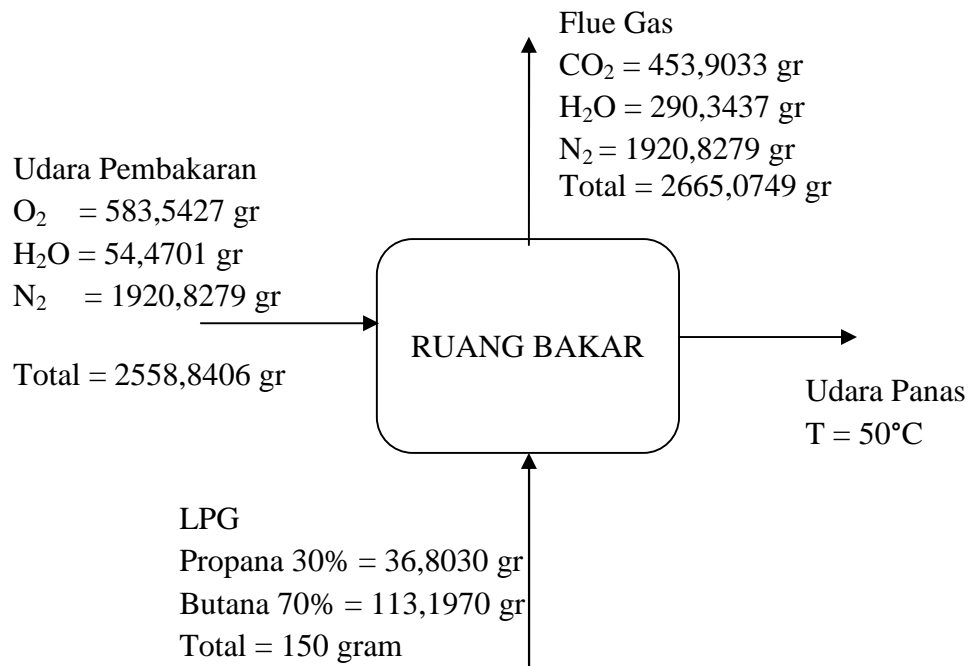 Flue Gas
CO₂ = 453,9033 gr
H₂O = 290,3437 gr
N₂ = 1920,8279 gr
Total = 2665,0749 gr
Udara Pembakaran
O₂ = 583,5427 gr
H₂O = 54,4701 gr
N₂ = 1920,8279 gr
Total = 2558,8406 gr
RUANG BAKAR
Udara Panas
T = 50°C
LPG
Propana 30% = 36,8030 gr
Butana 70% = 113,1970 gr
Total = 150 gram